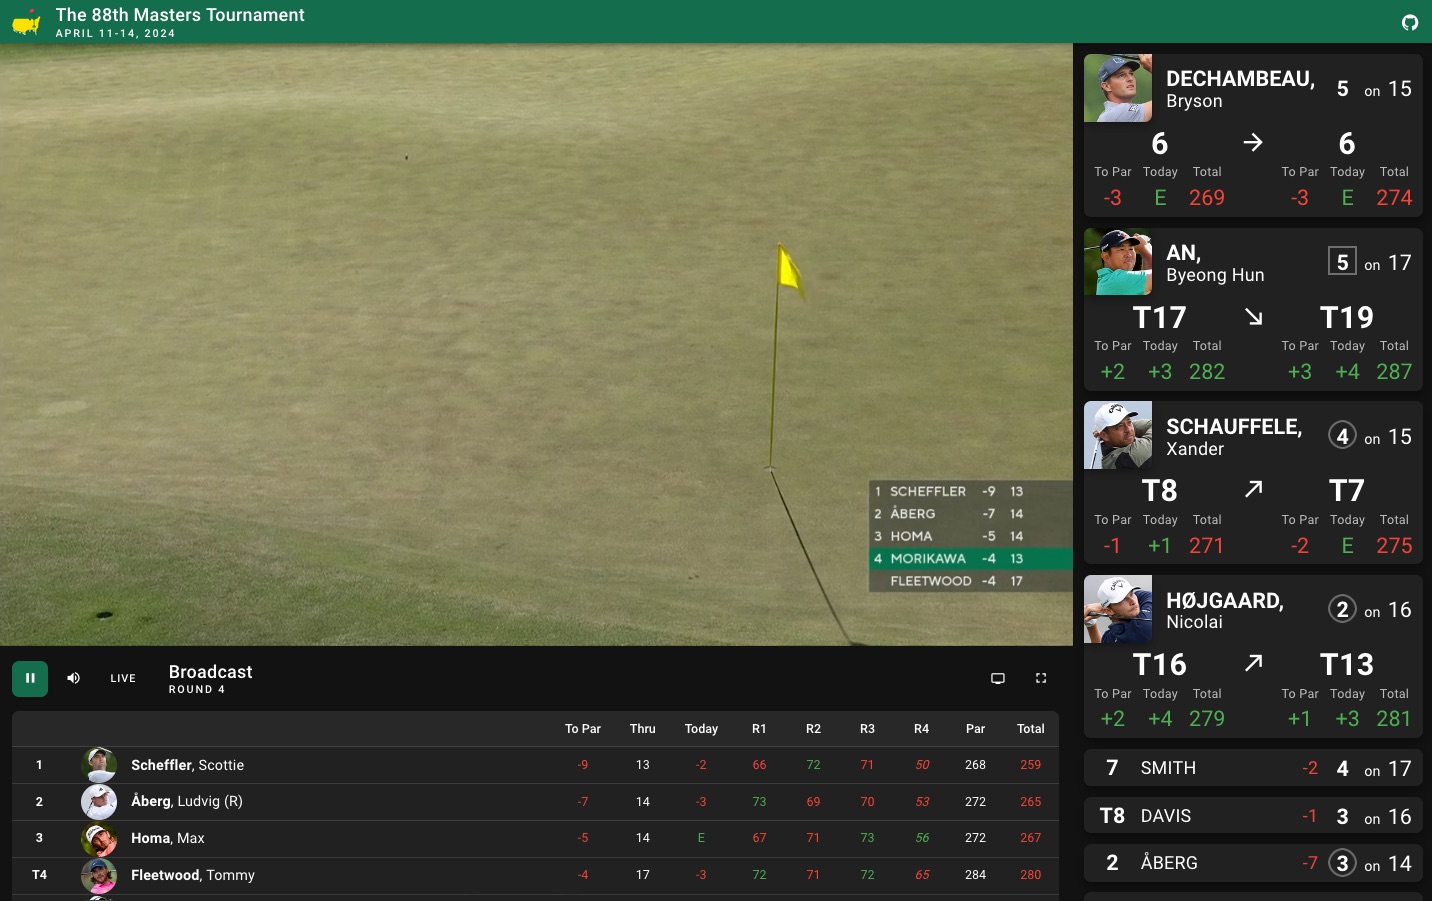 The 88th Masters Tournament
APRIL 11-14, 2024
1 SCHEFFLER -9 13
2 ÅBERG -7 14
3 HOMA -5 14
4 MORIKAWA -4 13
FLEETWOOD -4 17
LIVE
Broadcast
ROUND 4
To Par Thru Today R1 R2 R3 R4 Par Total
1 Scheffler, Scottie -9 13 -2 66 72 71 50 268 259
2 Åberg, Ludvig (R) -7 14 -3 73 69 70 53 272 265
3 Homa, Max -5 14 E 67 71 73 56 272 267
T4 Fleetwood, Tommy -4 17 -3 72 71 72 65 284 280
DECHAMBEAU, 5 on 15
Bryson
6 → 6
To Par Today Total To Par Today Total
-3 E 269 -3 E 274
AN, 5 on 17
Byeong Hun
T17 ↘ T19
To Par Today Total To Par Today Total
+2 +3 282 +3 +4 287
SCHAUFFELE, 4 on 15
Xander
T8 ↗ T7
To Par Today Total To Par Today Total
-1 +1 271 -2 E 275
HØJGAARD, 2 on 16
Nicolai
T16 ↗ T13
To Par Today Total To Par Today Total
+2 +4 279 +1 +3 281
7 SMITH -2 4 on 17
T8 DAVIS -1 3 on 16
2 ÅBERG -7 3 on 14